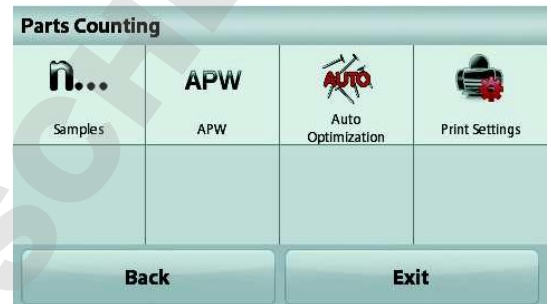 Parts Counting
n...
APW
AUTO
Samples
APW
Auto
Optimization
Print Settings
Back
Exit